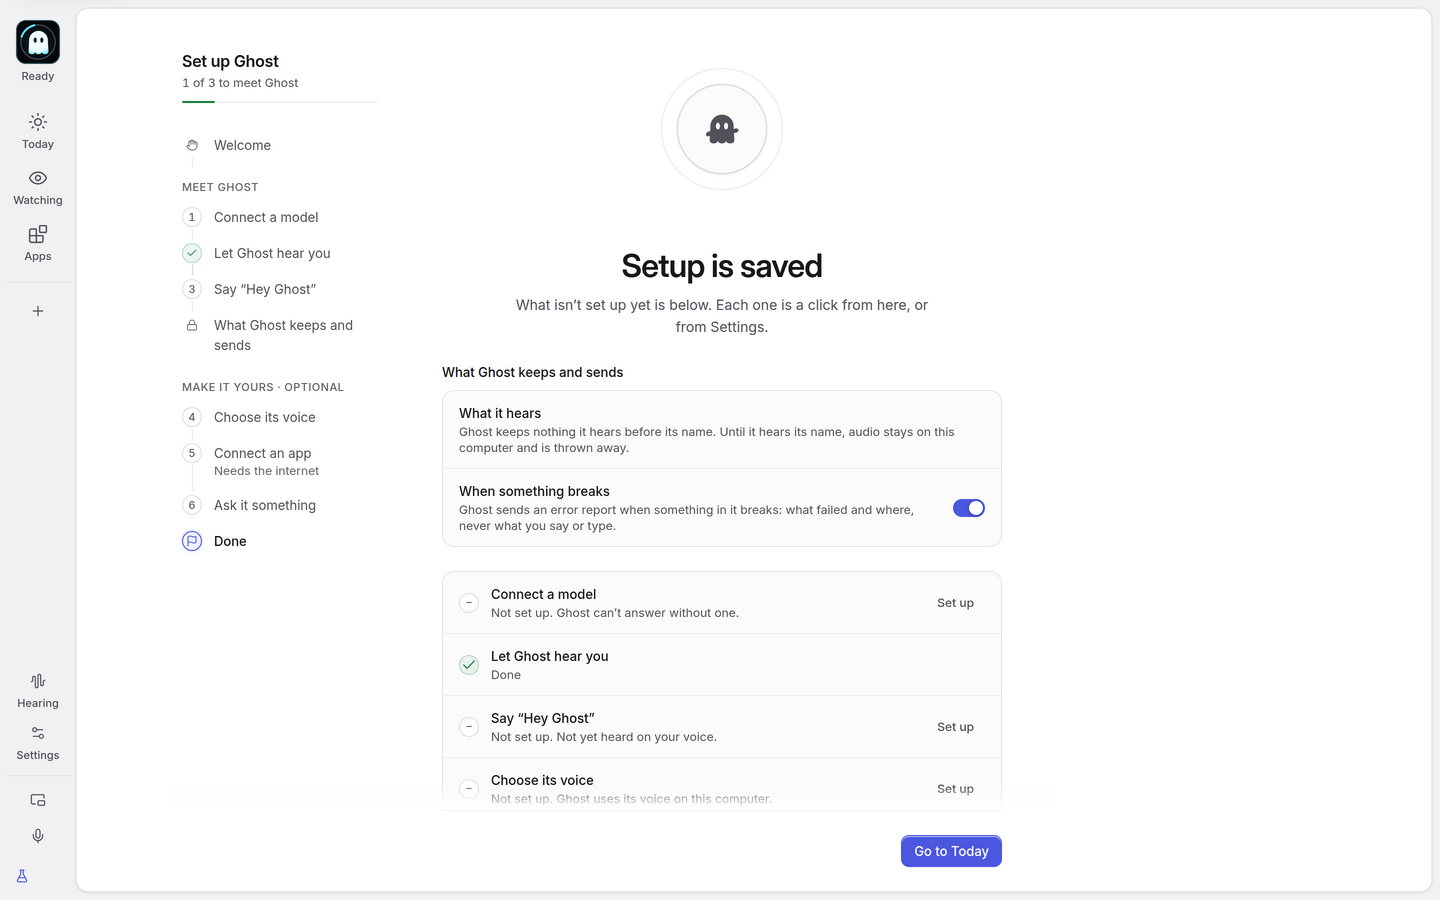 Ready
Today
Watching
Apps
Hearing
Settings
Set up Ghost
1 of 3 to meet Ghost
Welcome
MEET GHOST
1 Connect a model
Let Ghost hear you
3 Say “Hey Ghost”
What Ghost keeps and
sends
MAKE IT YOURS · OPTIONAL
4 Choose its voice
5 Connect an app
Needs the internet
6 Ask it something
Done
Setup is saved
What isn’t set up yet is below. Each one is a click from here, or
from Settings.
What Ghost keeps and sends
What it hears
Ghost keeps nothing it hears before its name. Until it hears its name, audio stays on this
computer and is thrown away.
When something breaks
Ghost sends an error report when something in it breaks: what failed and where,
never what you say or type.
Connect a model
Not set up. Ghost can’t answer without one.
Set up
Let Ghost hear you
Done
Say “Hey Ghost”
Not set up. Not yet heard on your voice.
Set up
Choose its voice
Not set up. Ghost uses its voice on this computer.
Set up
Go to Today